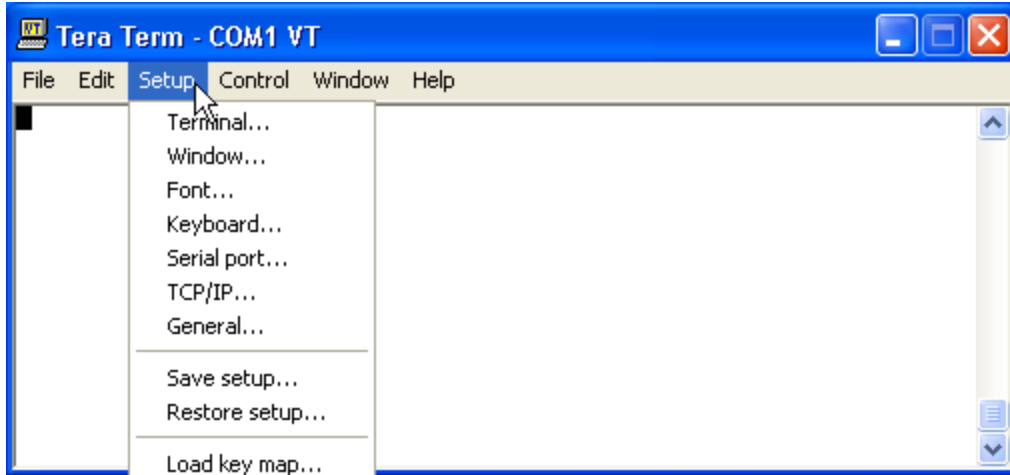 Tera Term - COM1 VT
File Edit Setup Control Window Help
Terminal...
Window...
Font...
Keyboard...
Serial port...
TCP/IP...
General...
Save setup...
Restore setup...
Load key map...